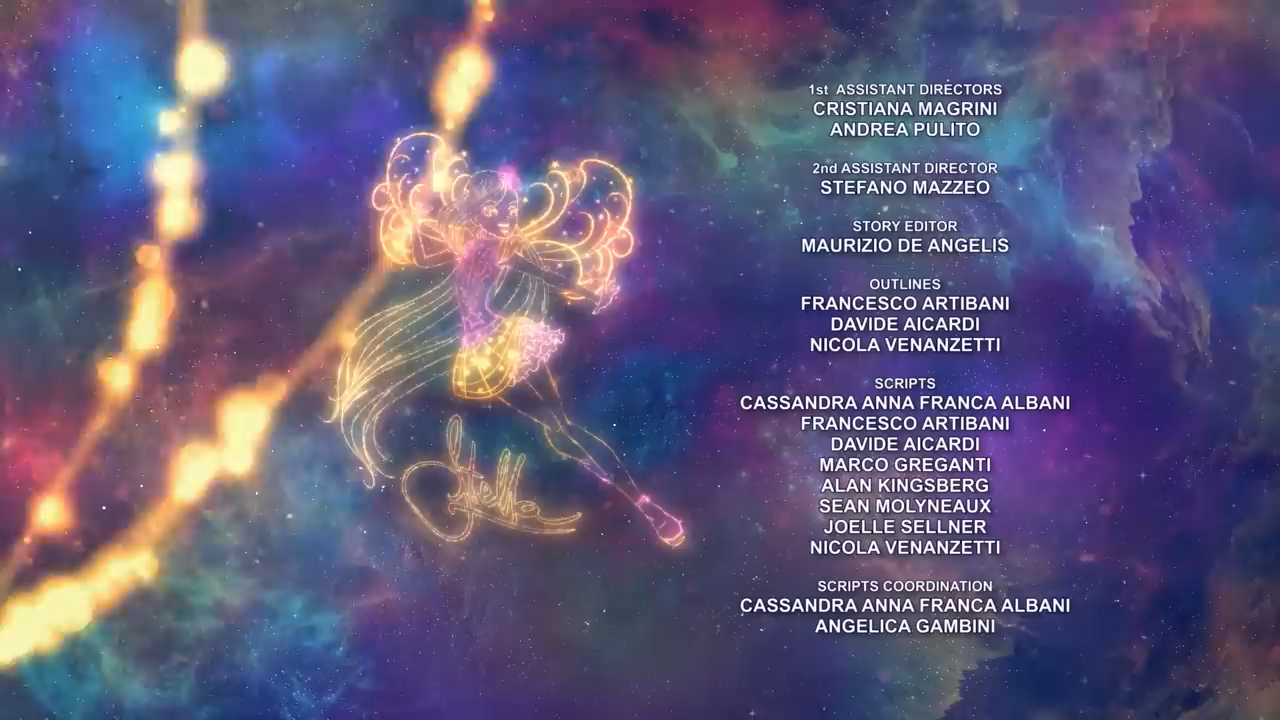 Stella
1st ASSISTANT DIRECTORS
CRISTIANA MAGRINI
ANDREA PULITO
2nd ASSISTANT DIRECTOR
STEFANO MAZZEO
STORY EDITOR
MAURIZIO DE ANGELIS
OUTLINES
FRANCESCO ARTIBANI
DAVIDE AICARDI
NICOLA VENANZETTI
SCRIPTS
CASSANDRA ANNA FRANCA ALBANI
FRANCESCO ARTIBANI
DAVIDE AICARDI
MARCO GREGANTI
ALAN KINGSBERG
SEAN MOLYNEAUX
JOELLE SELLNER
NICOLA VENANZETTI
SCRIPTS COORDINATION
CASSANDRA ANNA FRANCA ALBANI
ANGELICA GAMBINI